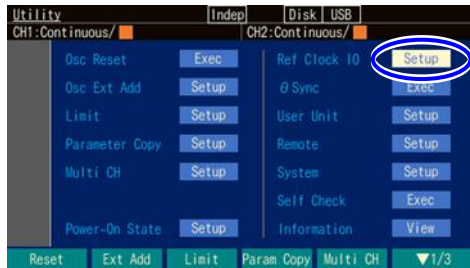 Utility Indep Disk USB
CH1:Continuous/ CH2:Continuous/
Osc Reset Exec Ref Clock IO Setup
Osc Ext Add Setup θSync Exec
Limit Setup User Unit Setup
Parameter Copy Setup Remote Setup
Multi CH Setup System Setup
Self Check Exec
Power-On State Setup Information View
Reset Ext Add Limit Param Copy Multi CH ▼1/3